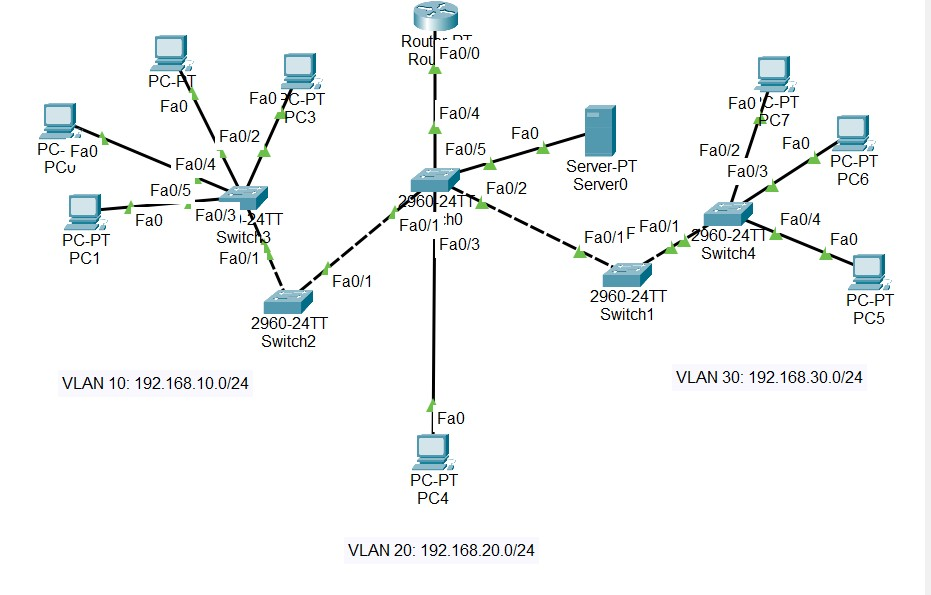 Fa0/0
PC-PT
Fa0
Fa0
PC3
Fa0
PC7
Fa0/4
Fa0/2
Fa0
Fa0/5
Server-PT
Server0
Fa0/2
Fa0
PC-PT
PC6
Fa0
Fa0/4
Fa0/3
Fa0/5
Fa0/2
Fa0
Fa0/3
Switch3
PC-PT
PC1
Fa0/1
Fa0/1
Fa0/3
Fa0/1
Fa0/1
2960-24TT
Switch4
Fa0/4
Fa0
Fa0/1
2960-24TT
Switch2
2960-24TT
Switch1
PC-PT
PC5
VLAN 10: 192.168.10.0/24
VLAN 30: 192.168.30.0/24
Fa0
PC-PT
PC4
VLAN 20: 192.168.20.0/24